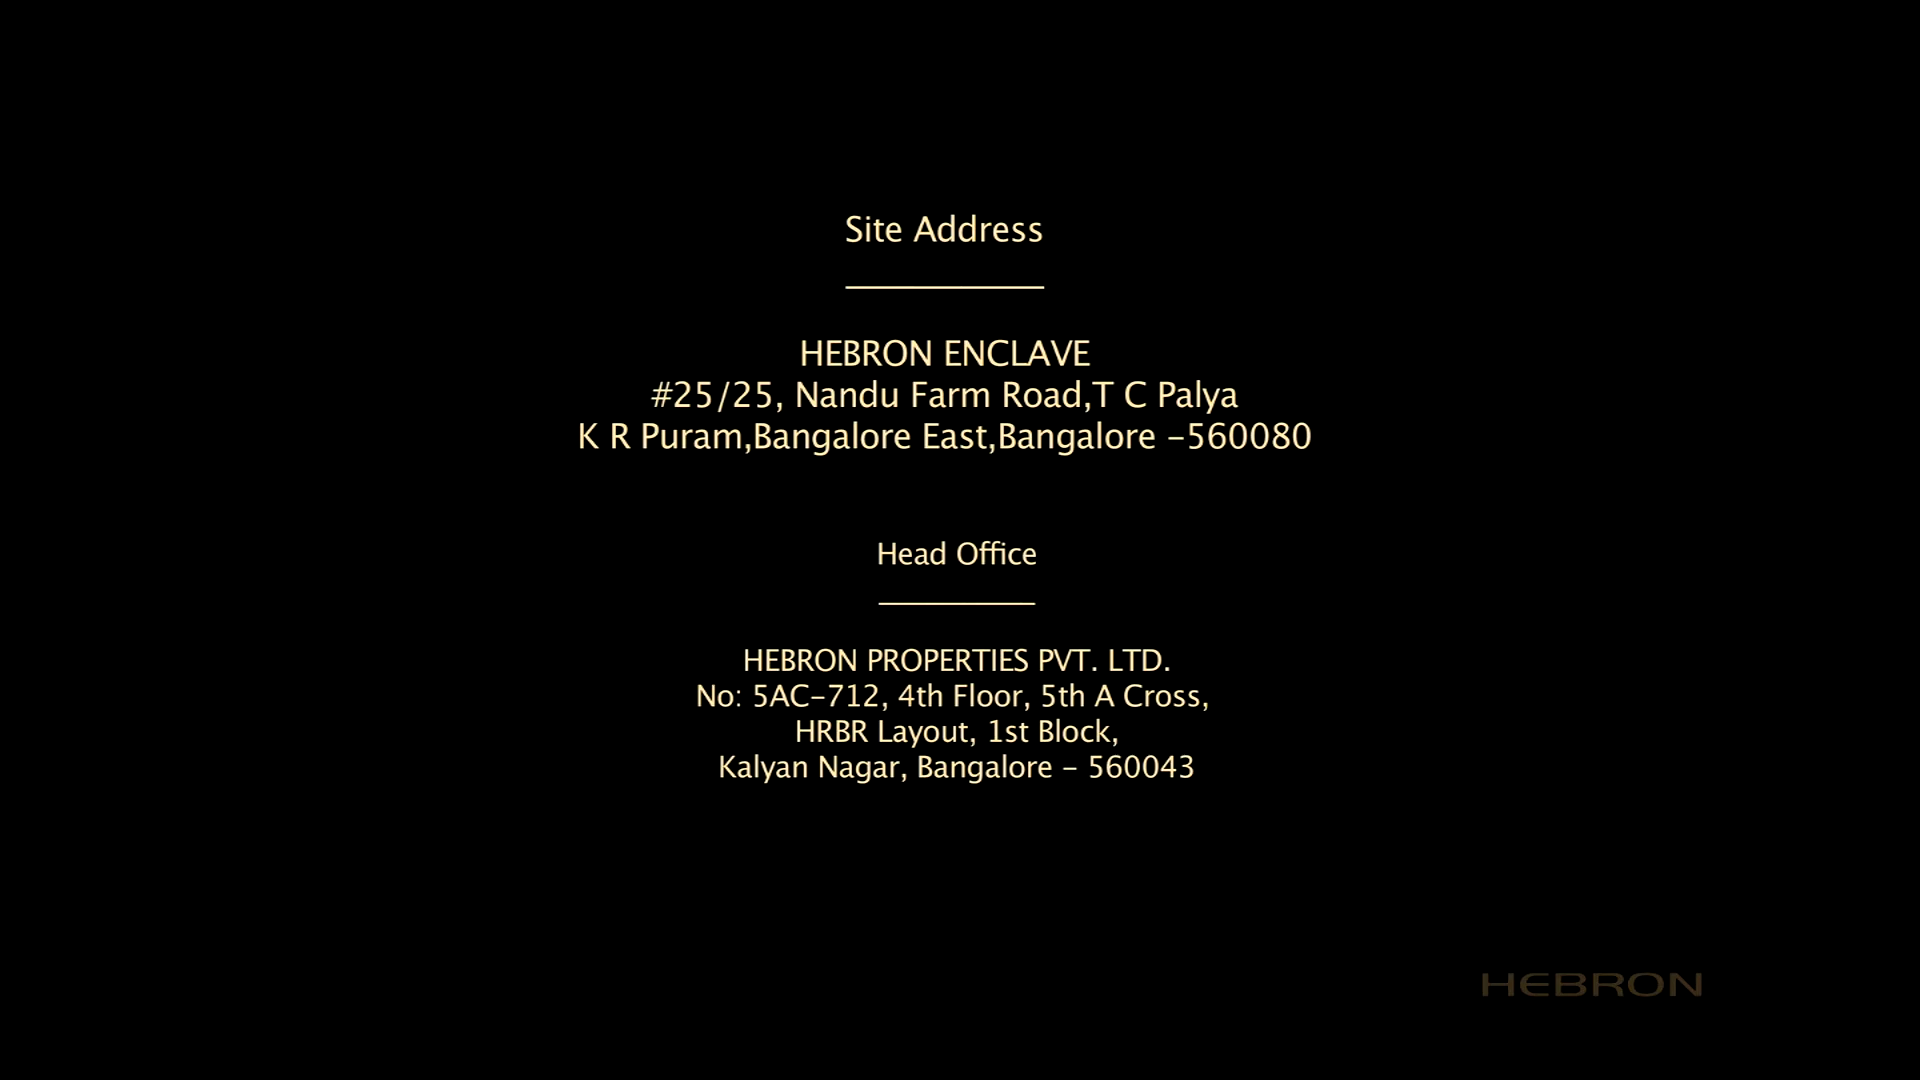 Site Address
HEBRON ENCLAVE
#25/25, Nandu Farm Road,T C Palya
K R Puram,Bangalore East,Bangalore -560080
Head Office
HEBRON PROPERTIES PVT. LTD.
No: 5AC-712, 4th Floor, 5th A Cross,
HRBR Layout, 1st Block,
Kalyan Nagar, Bangalore - 560043
HEBRON